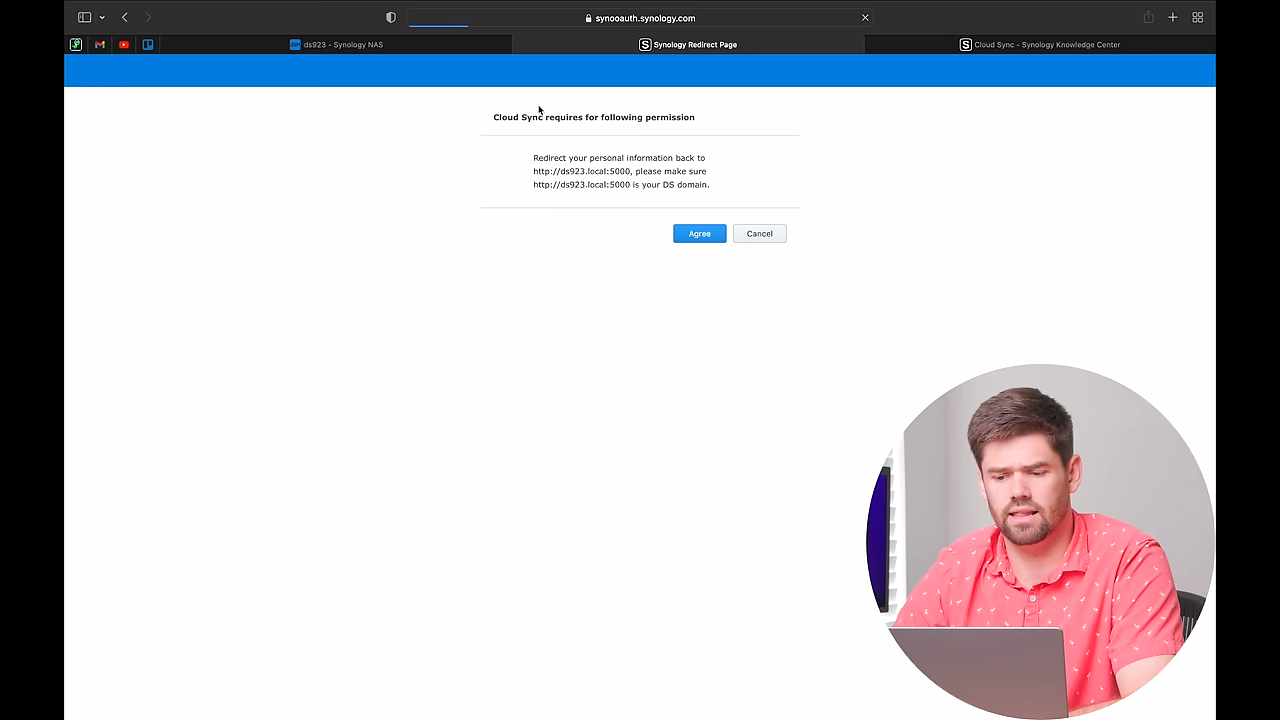 synooauth.synology.com
ds923 - Synology NAS
Synology Redirect Page
Cloud Sync - Synology Knowledge Center
Cloud Sync requires for following permission
Redirect your personal information back to
http://ds923.local:5000, please make sure
http://ds923.local:5000 is your DS domain.
Agree
Cancel